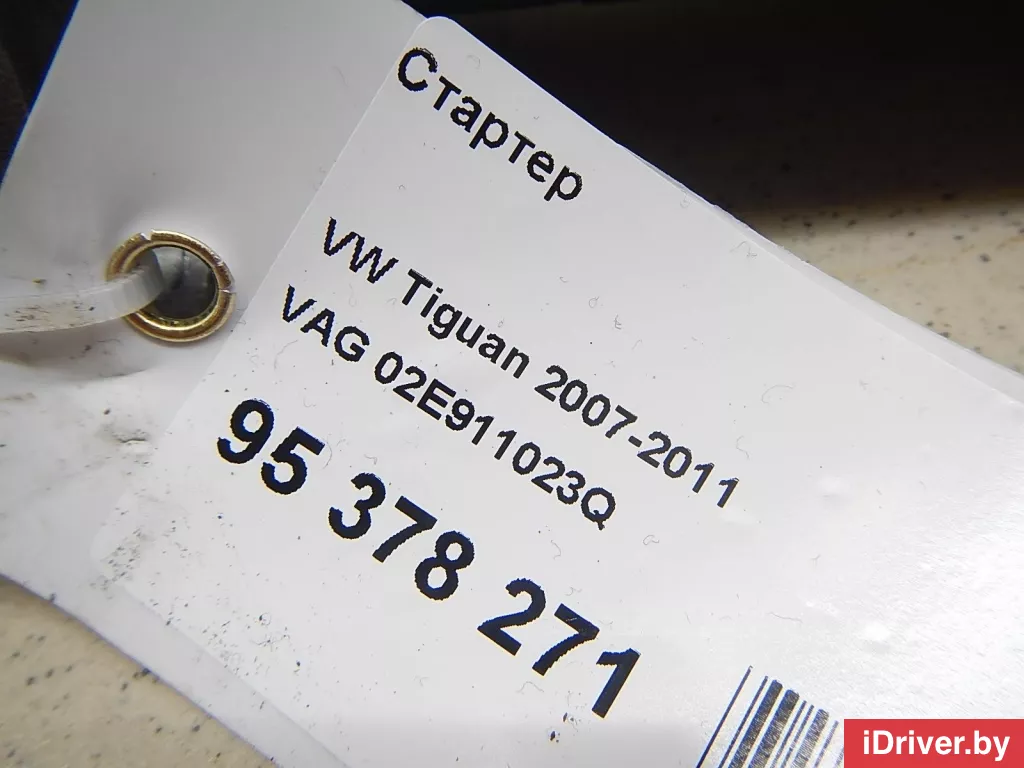 Стартер
VW Tiguan 2007-2011
VAG 02E911023Q
95 378 271
iDriver.by